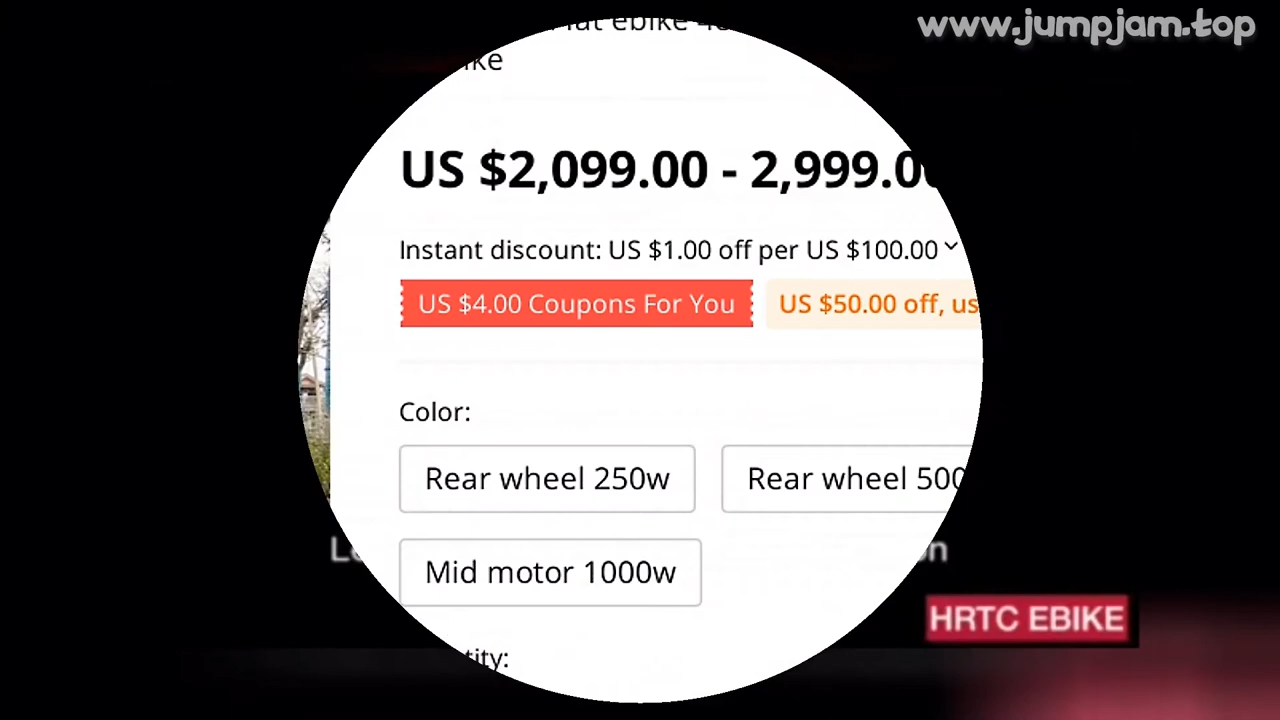 www.jumpjam.top
ebike
US $2,099.00 - 2,999.00
Instant discount: US $1.00 off per US $100.00
US $4.00 Coupons For You
US $50.00 off, us
Color:
Rear wheel 250w
Rear wheel 500
Mid motor 1000w
HRTC EBIKE